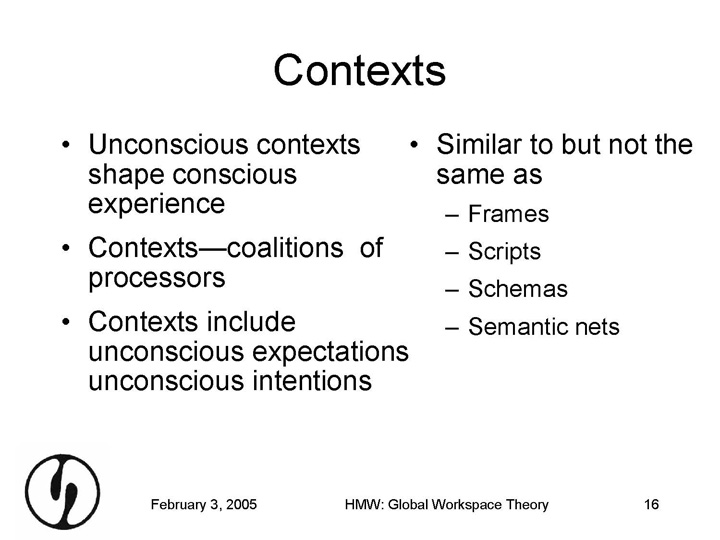 Contexts
• Unconscious contexts
shape conscious
experience
• Contexts—coalitions of
processors
• Contexts include
unconscious expectations
unconscious intentions
• Similar to but not the
same as
– Frames
– Scripts
– Schemas
– Semantic nets
February 3, 2005
HMW: Global Workspace Theory
16